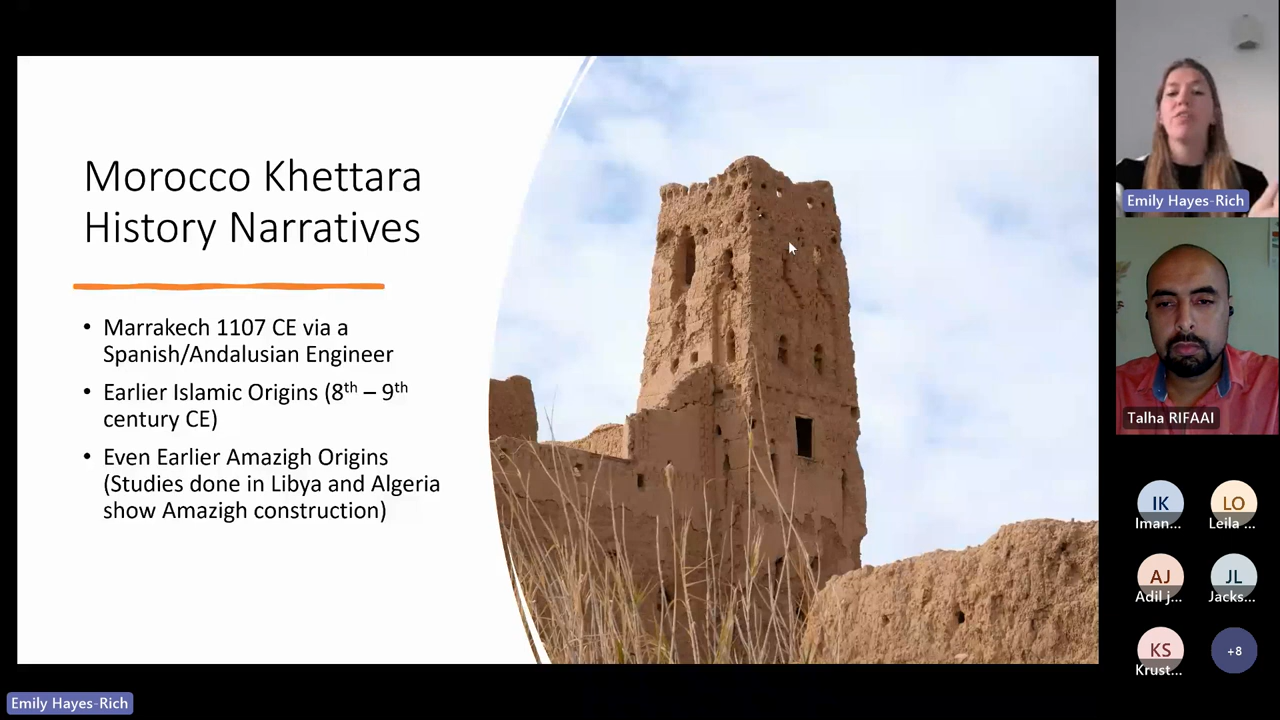 Morocco Khettara
History Narratives
• Marrakech 1107 CE via a
Spanish/Andalusian Engineer
• Earlier Islamic Origins (8th – 9th
century CE)
• Even Earlier Amazigh Origins
(Studies done in Libya and Algeria
show Amazigh construction)
Emily Hayes-Rich
Talha RIFAAI
IK
Iman...
LO
Leila ...
AJ
Adil j...
JL
Jacks...
KS
Krust...
+8
Emily Hayes-Rich